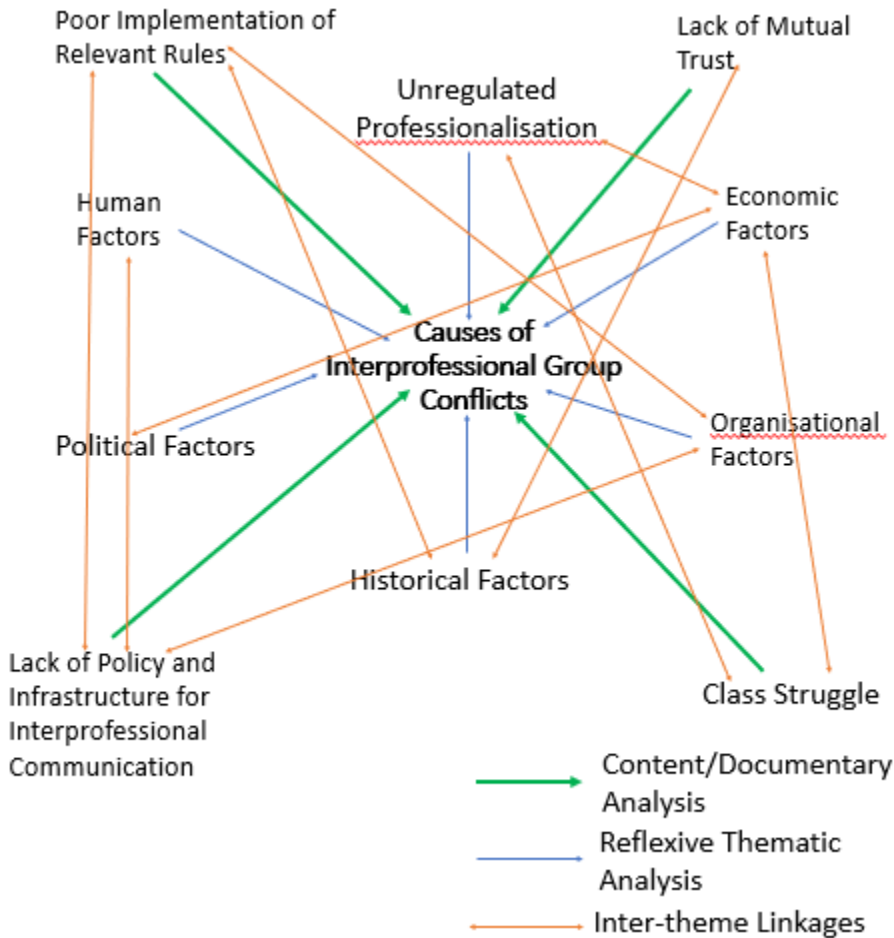 Poor Implementation of
Relevant Rules
Lack of Mutual
Trust
Unregulated
Professionalisation
Human
Factors
Economic
Factors
Causes of
Interprofessional Group
Conflicts
Political Factors
Organisational
Factors
Historical Factors
Lack of Policy and
Infrastructure for
Interprofessional
Communication
Class Struggle
Content/Documentary
Analysis
Reflexive Thematic
Analysis
Inter-theme Linkages